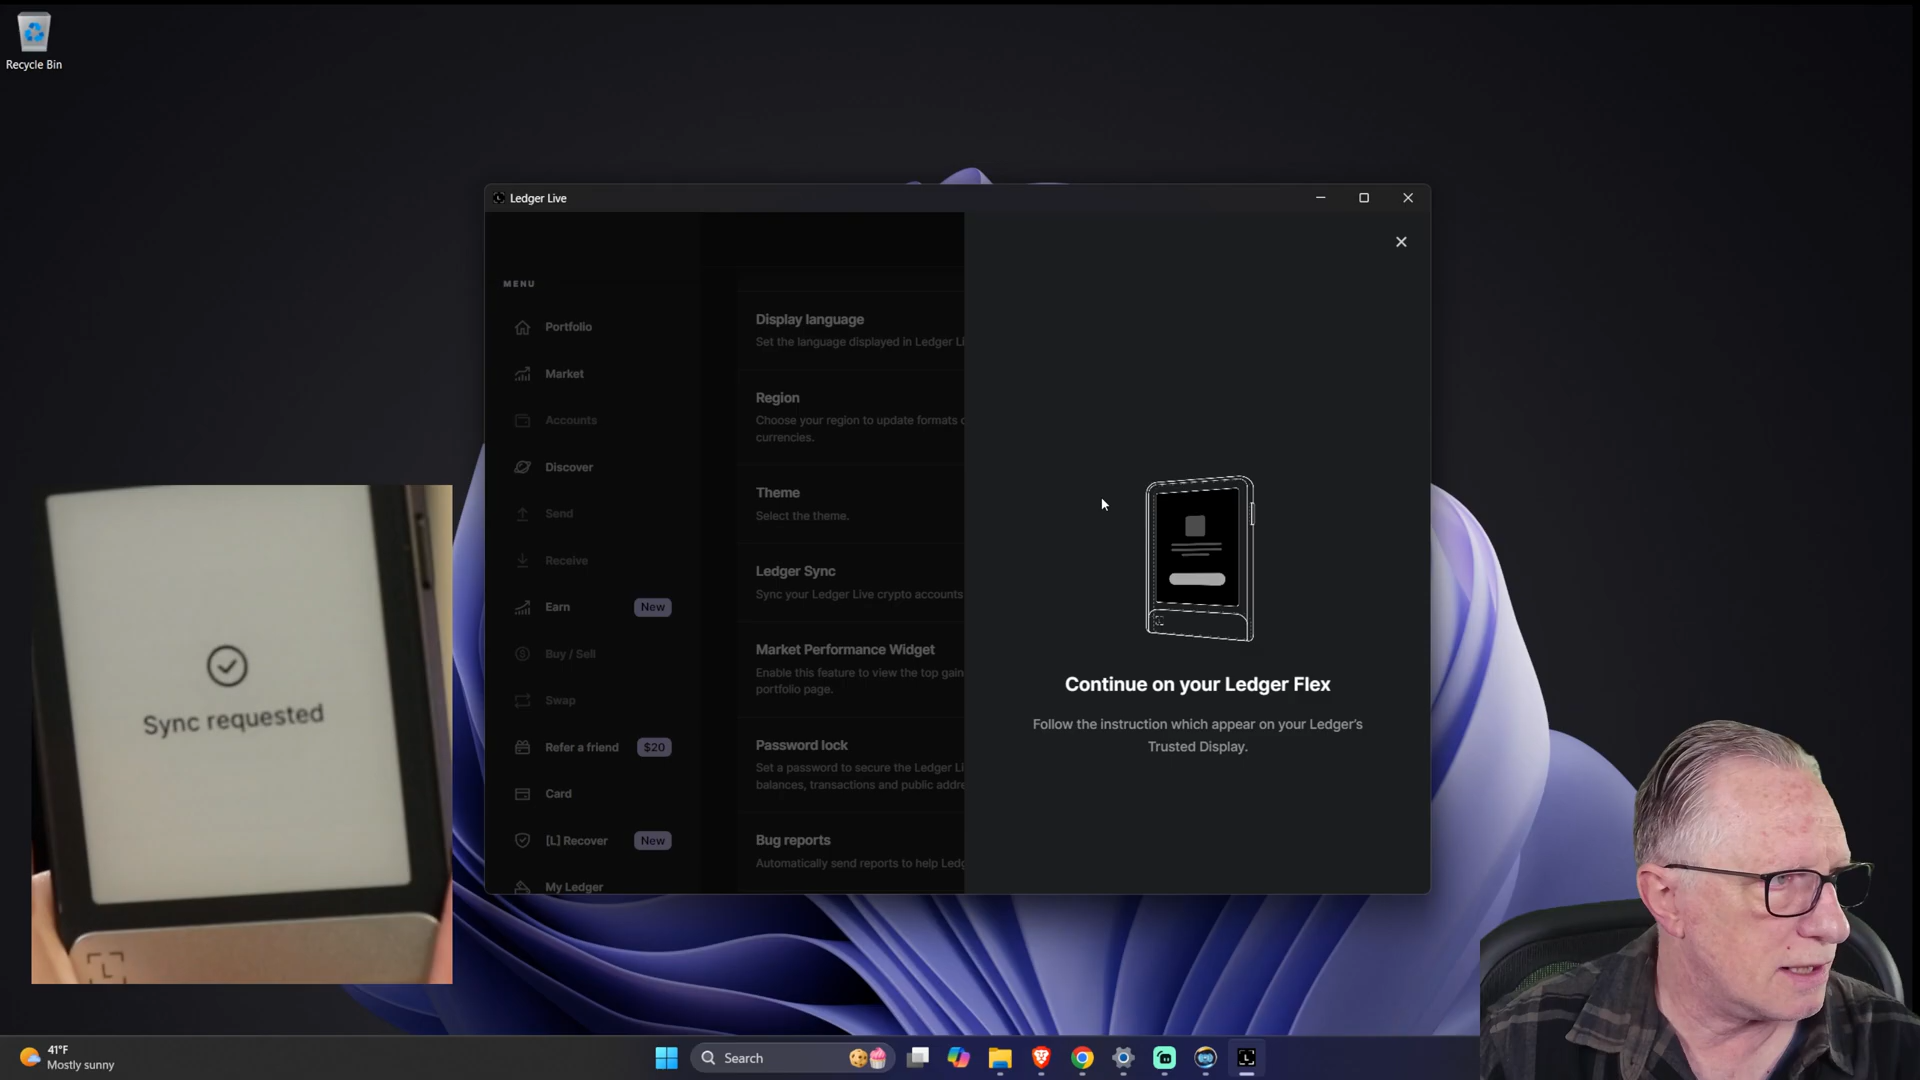 Recycle Bin
Ledger Live
MENU
Portfolio
Market
Accounts
Discover
Send
Receive
Earn
New
Buy / Sell
Swap
Refer a friend
$20
Card
[L] Recover
New
My Ledger
Display language
Set the language displayed in Ledger Li
Region
Choose your region to update formats c
currencies.
Theme
Select the theme.
Ledger Sync
Sync your Ledger Live crypto accounts
Market Performance Widget
Enable this feature to view the top gain
portfolio page.
Password lock
Set a password to secure the Ledger Li
balances, transactions and public addre
Bug reports
Automatically send reports to help Ledg
Continue on your Ledger Flex
Follow the instruction which appear on your Ledger's
Trusted Display.
Sync requested
41°F
Mostly sunny
Search